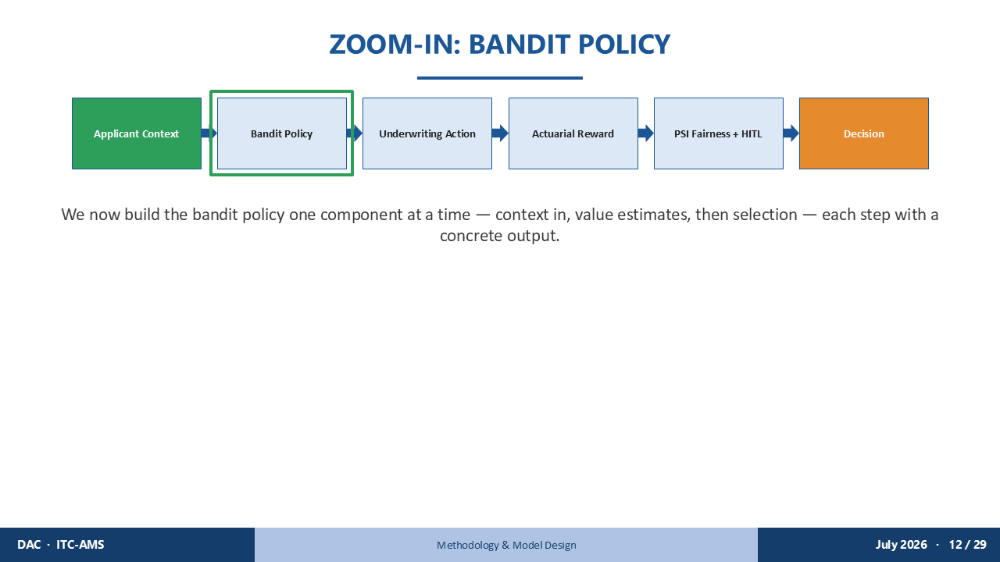 ZOOM-IN: BANDIT POLICY
Applicant Context
Bandit Policy
Underwriting Action
Actuarial Reward
PSI Fairness + HITL
Decision
We now build the bandit policy one component at a time — context in, value estimates, then selection — each step with a
concrete output.
DAC · ITC-AMS
Methodology & Model Design
July 2026 · 12 / 29